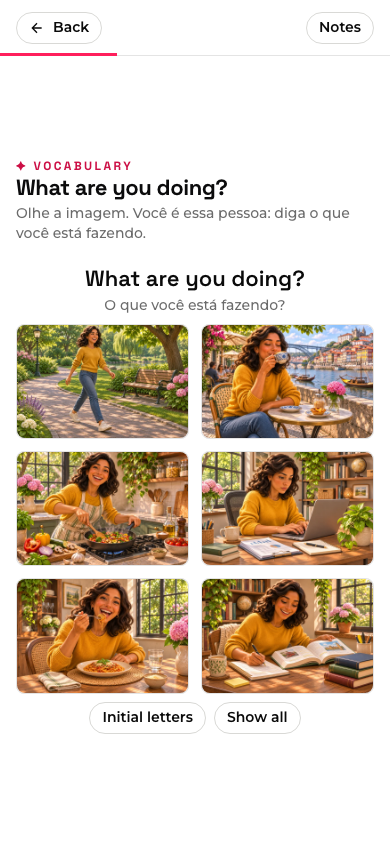 Back
Notes
VOCABULARY
What are you doing?
Olhe a imagem. Você é essa pessoa: diga o que
você está fazendo.
What are you doing?
O que você está fazendo?
Initial letters
Show all